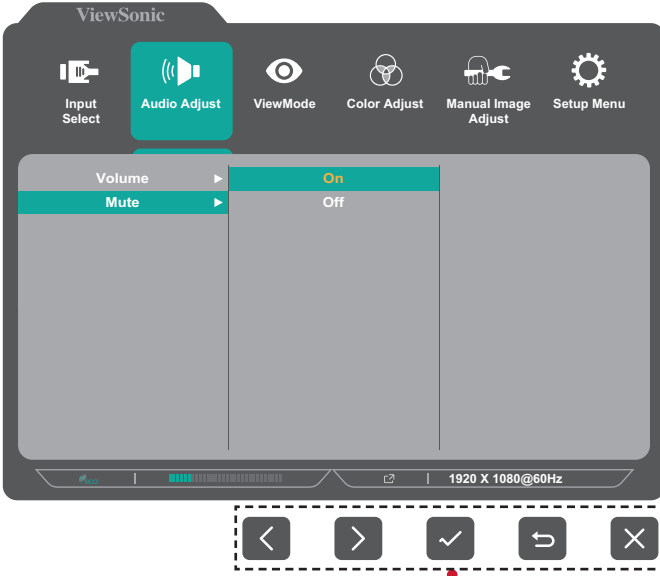 ViewSonic
Input
Select
Audio Adjust
ViewMode
Color Adjust
Manual Image
Adjust
Setup Menu
Volume
On
Mute
Off
eco
1920 X 1080@60Hz